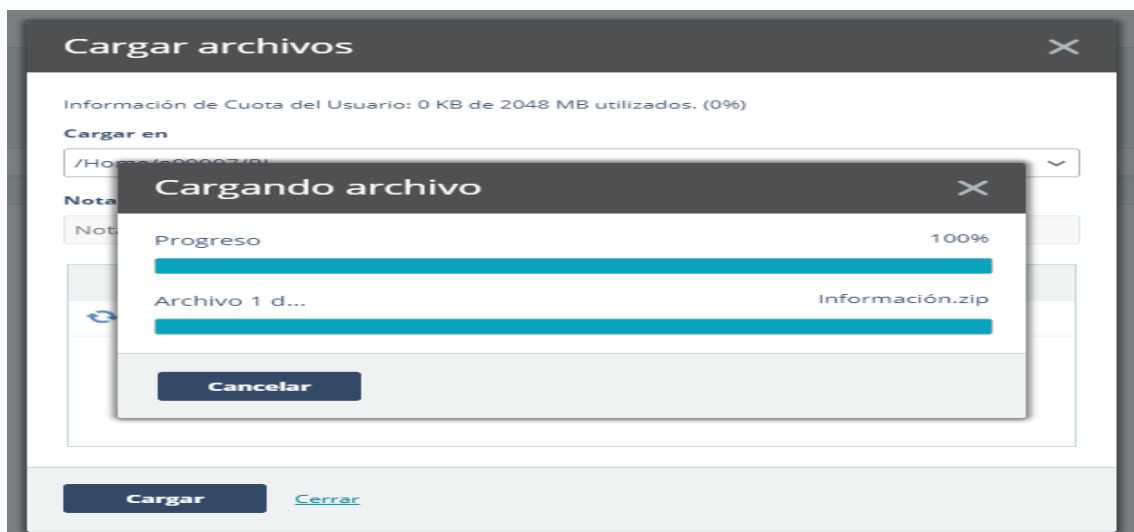 Cargar archivos
Información de Cuota del Usuario: 0 KB de 2048 MB utilizados. (0%)
Cargar en
Cargando archivo
Nota
Progreso
100%
Archivo 1 d...
Información.zip
Cancelar
Cargar
Cerrar